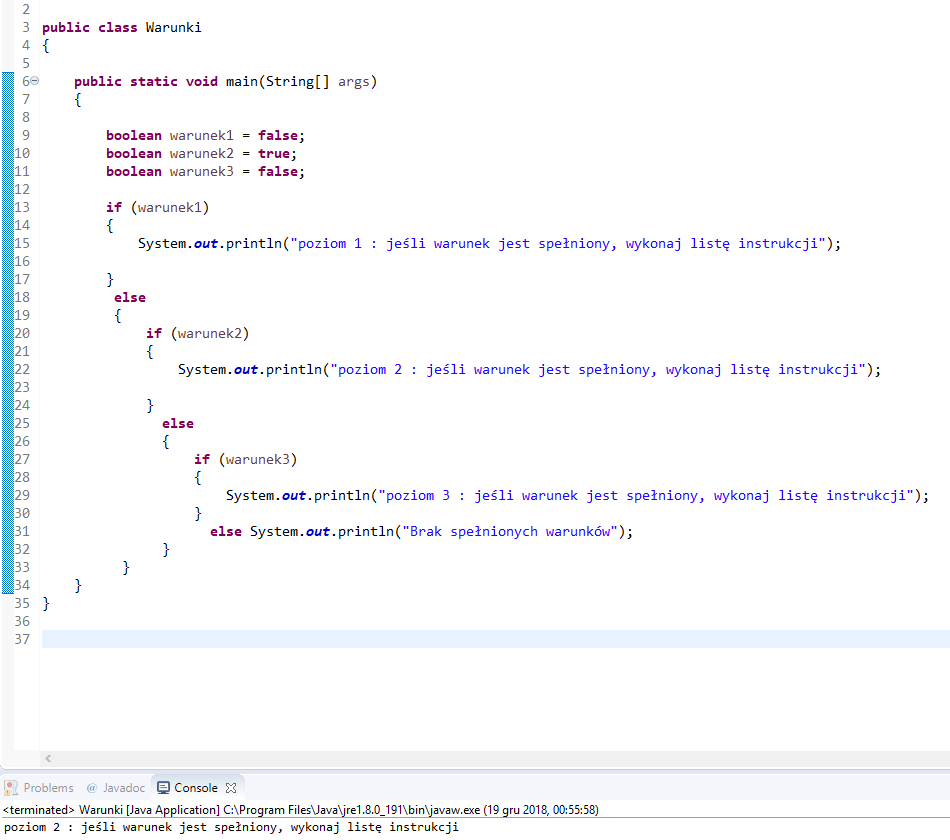 2
3 public class Warunki
4 {
5
6 public static void main(String[] args)
7 {
8
9 boolean warunek1 = false;
10 boolean warunek2 = true;
11 boolean warunek3 = false;
12
13 if (warunek1)
14 {
15 System.out.println("poziom 1 : jeśli warunek jest spełniony, wykonaj listę instrukcji");
16
17 }
18 else
19 {
20 if (warunek2)
21 {
22 System.out.println("poziom 2 : jeśli warunek jest spełniony, wykonaj listę instrukcji");
23
24 }
25 else
26 {
27 if (warunek3)
28 {
29 System.out.println("poziom 3 : jeśli warunek jest spełniony, wykonaj listę instrukcji");
30 }
31 else System.out.println("Brak spełnionych warunków");
32 }
33 }
34 }
35 }
36
37
Problems @ Javadoc Console
<terminated> Warunki [Java Application] C:\Program Files\Java\jre1.8.0_191\bin\javaw.exe (19 gru 2018, 00:55:58)
poziom 2 : jeśli warunek jest spełniony, wykonaj listę instrukcji